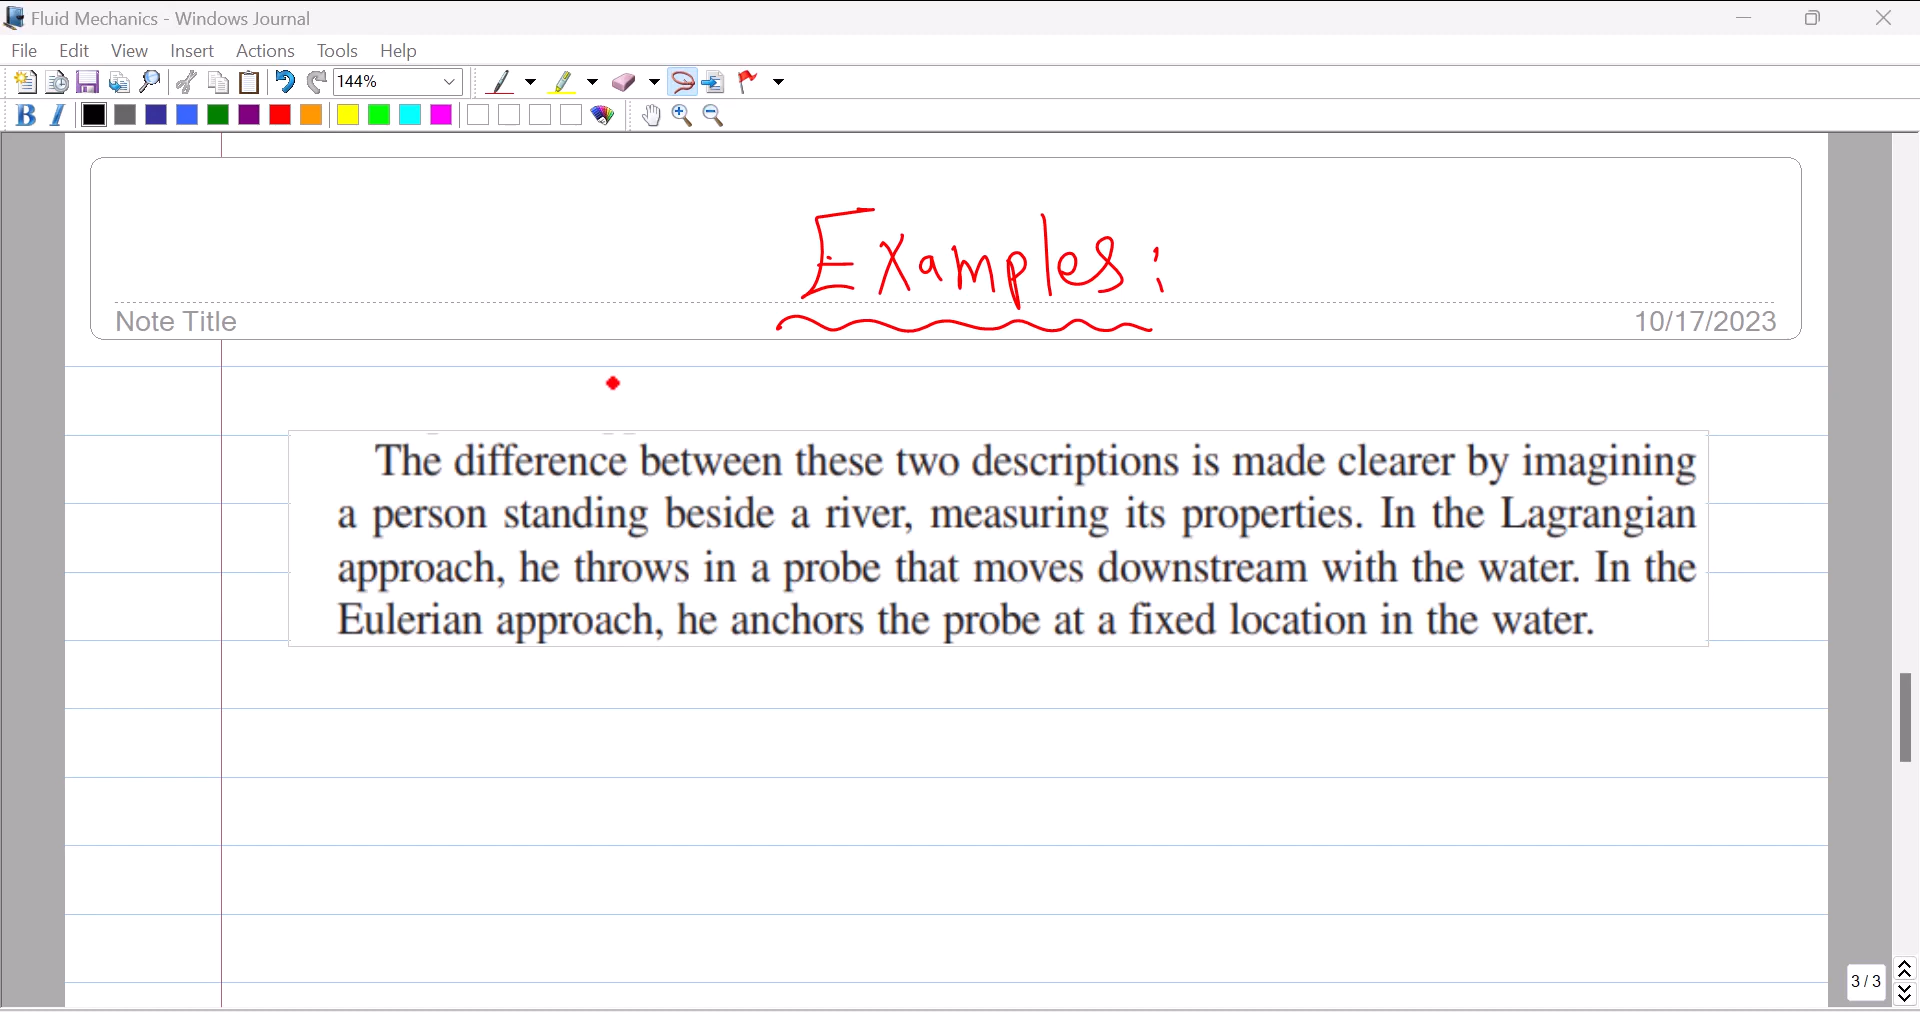 Fluid Mechanics - Windows Journal
File Edit View Insert Actions Tools Help
144%
B I
Examples:
Note Title
10/17/2023
The difference between these two descriptions is made clearer by imagining
a person standing beside a river, measuring its properties. In the Lagrangian
approach, he throws in a probe that moves downstream with the water. In the
Eulerian approach, he anchors the probe at a fixed location in the water.
3 / 3